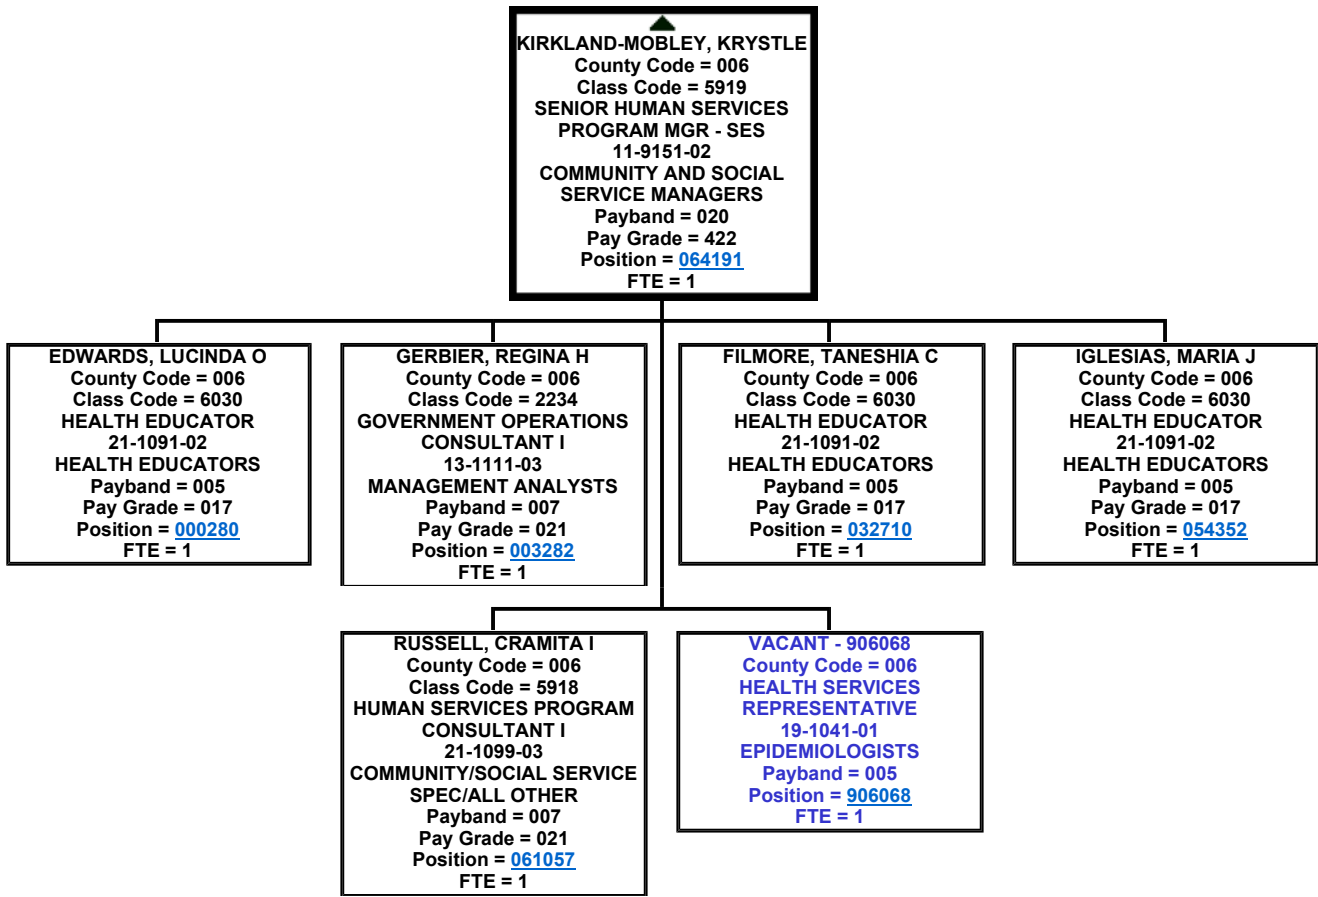 KIRKLAND-MOBLEY, KRYSTLE
County Code = 006
Class Code = 5919
SENIOR HUMAN SERVICES
PROGRAM MGR - SES
11-9151-02
COMMUNITY AND SOCIAL
SERVICE MANAGERS
Payband = 020
Pay Grade = 422
Position = 064191
FTE = 1
EDWARDS, LUCINDA O
County Code = 006
Class Code = 6030
HEALTH EDUCATOR
21-1091-02
HEALTH EDUCATORS
Payband = 005
Pay Grade = 017
Position = 000280
FTE = 1
GERBIER, REGINA H
County Code = 006
Class Code = 2234
GOVERNMENT OPERATIONS
CONSULTANT I
13-1111-03
MANAGEMENT ANALYSTS
Payband = 007
Pay Grade = 021
Position = 003282
FTE = 1
FILMORE, TANESHIA C
County Code = 006
Class Code = 6030
HEALTH EDUCATOR
21-1091-02
HEALTH EDUCATORS
Payband = 005
Pay Grade = 017
Position = 032710
FTE = 1
IGLESIAS, MARIA J
County Code = 006
Class Code = 6030
HEALTH EDUCATOR
21-1091-02
HEALTH EDUCATORS
Payband = 005
Pay Grade = 017
Position = 054352
FTE = 1
RUSSELL, CRAMITA I
County Code = 006
Class Code = 5918
HUMAN SERVICES PROGRAM
CONSULTANT I
21-1099-03
COMMUNITY/SOCIAL SERVICE
SPEC/ALL OTHER
Payband = 007
Pay Grade = 021
Position = 061057
FTE = 1
VACANT - 906068
County Code = 006
HEALTH SERVICES
REPRESENTATIVE
19-1041-01
EPIDEMIOLOGISTS
Payband = 005
Position = 906068
FTE = 1